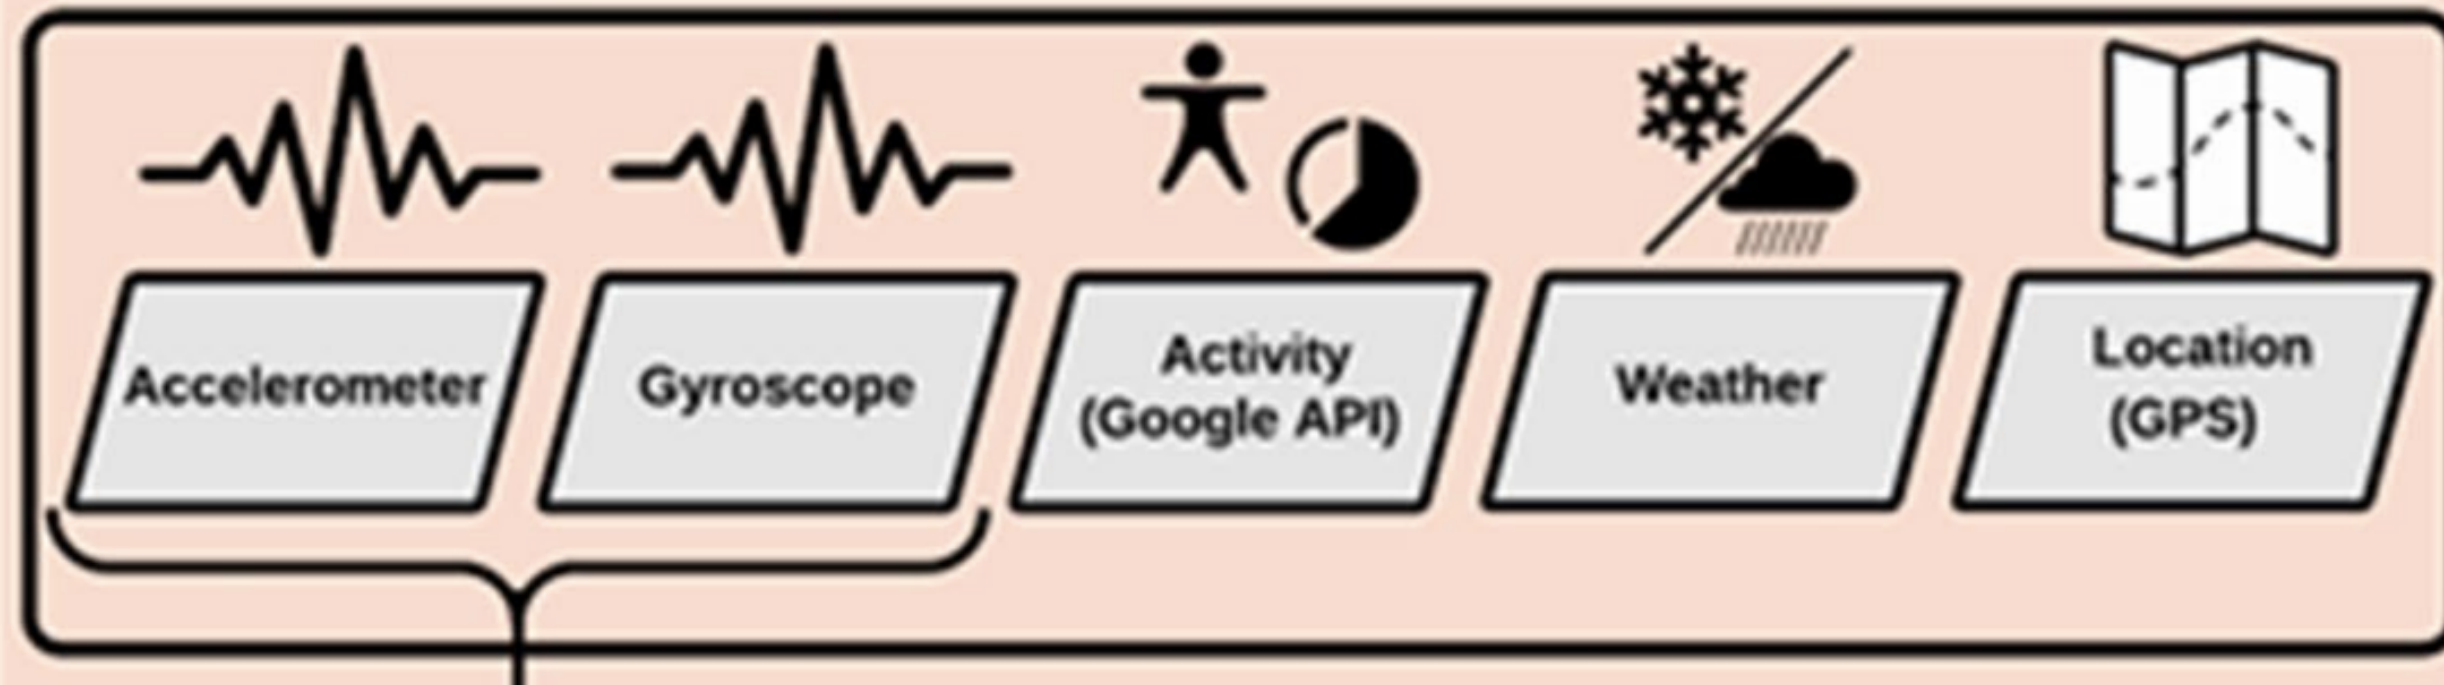 Accelerometer
Gyroscope
Activity
(Google API)
Weather
Location
(GPS)